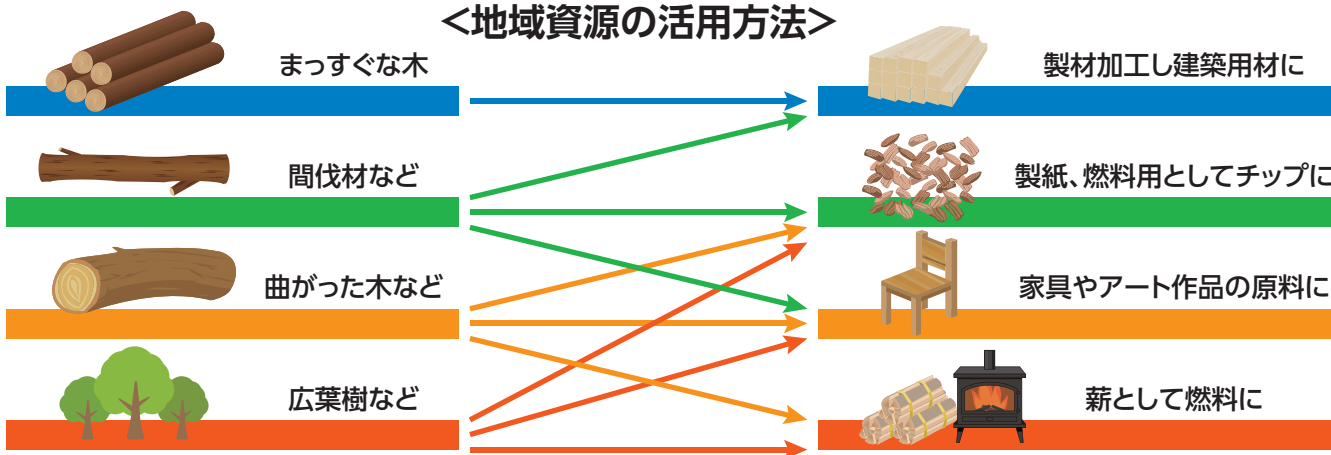 <地域資源の活用方法>
まっすぐな木
製材加工し建築用材に
間伐材など
製紙、燃料用としてチップに
曲がった木など
家具やアート作品の原料に
広葉樹など
薪として燃料に